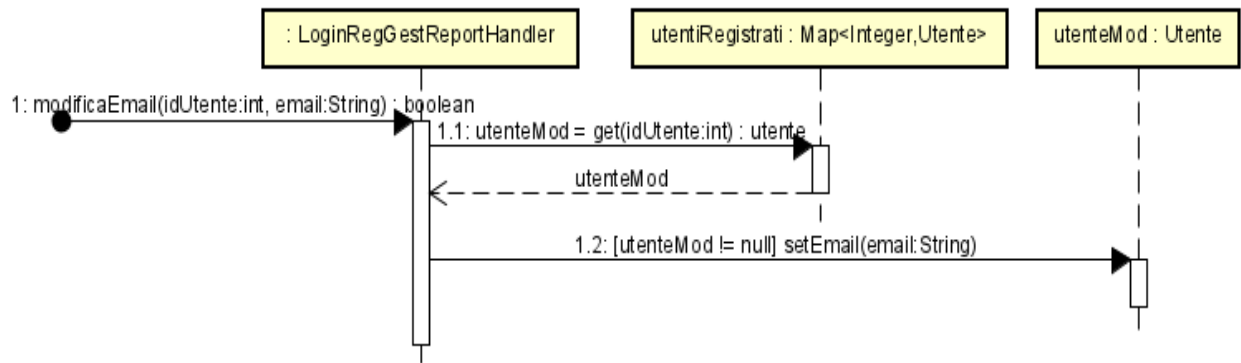 : LoginRegGestReportHandler
utentiRegistrati : Map<Integer,Utente>
utenteMod : Utente
1: modificaEmail(idUtente:int, email:String) : boolean
1.1: utenteMod = get(idUtente:int) : utente
utenteMod
1.2: [utenteMod != null] setEmail(email:String)